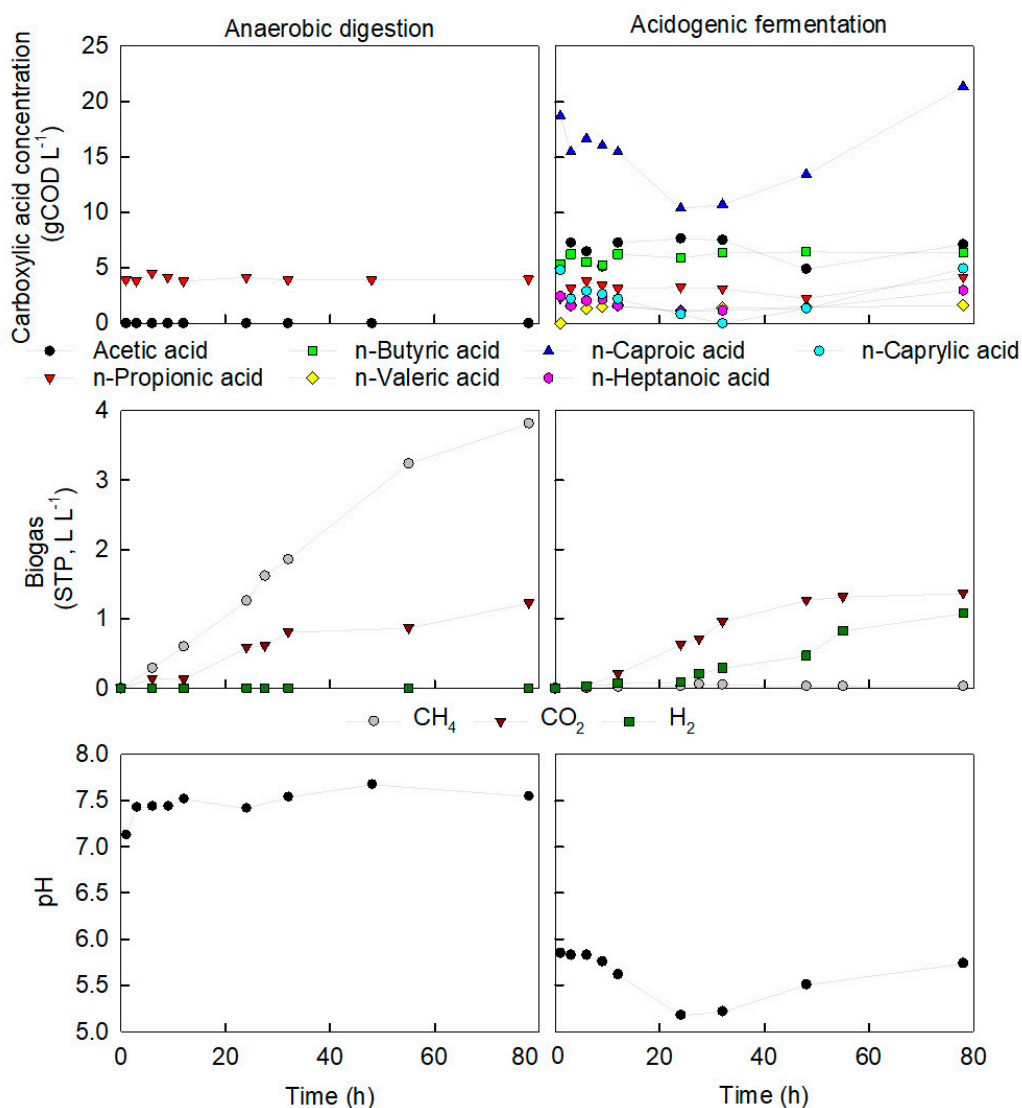 Anaerobic digestion
Acidogenic fermentation
Carboxylic acid concentration
(gCOD L⁻¹)
25
20
15
10
5
0
Acetic acid
n-Butyric acid
n-Caproic acid
n-Caprylic acid
n-Propionic acid
n-Valeric acid
n-Heptanoic acid
Biogas
(STP, L L⁻¹)
4
3
2
1
0
CH₄
CO₂
H₂
pH
8.0
7.5
7.0
6.5
6.0
5.5
5.0
0 20 40 60 80
0 20 40 60 80
Time (h)
Time (h)